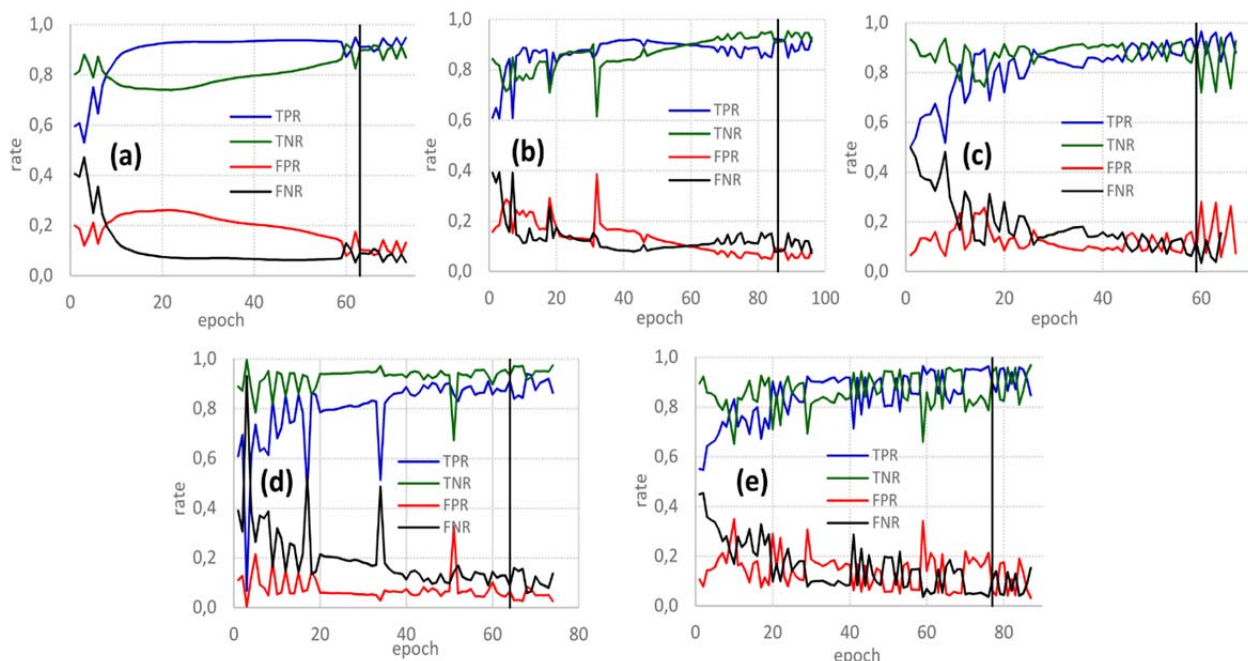 1,0
0,8
0,6
0,4
0,2
0,0
rate
(a)
TPR
TNR
FPR
FNR
0 20 40 60
epoch
1,0
0,8
0,6
0,4
0,2
0,0
rate
(b)
TPR
TNR
FPR
FNR
0 20 40 60 80 100
epoch
1,0
0,8
0,6
0,4
0,2
0,0
rate
(c)
TPR
TNR
FPR
FNR
0 20 40 60
epoch
1,0
0,8
0,6
0,4
0,2
0,0
rate
(d)
TPR
TNR
FPR
FNR
0 20 40 60 80
epoch
1,0
0,8
0,6
0,4
0,2
0,0
rate
(e)
TPR
TNR
FPR
FNR
0 20 40 60 80
epoch